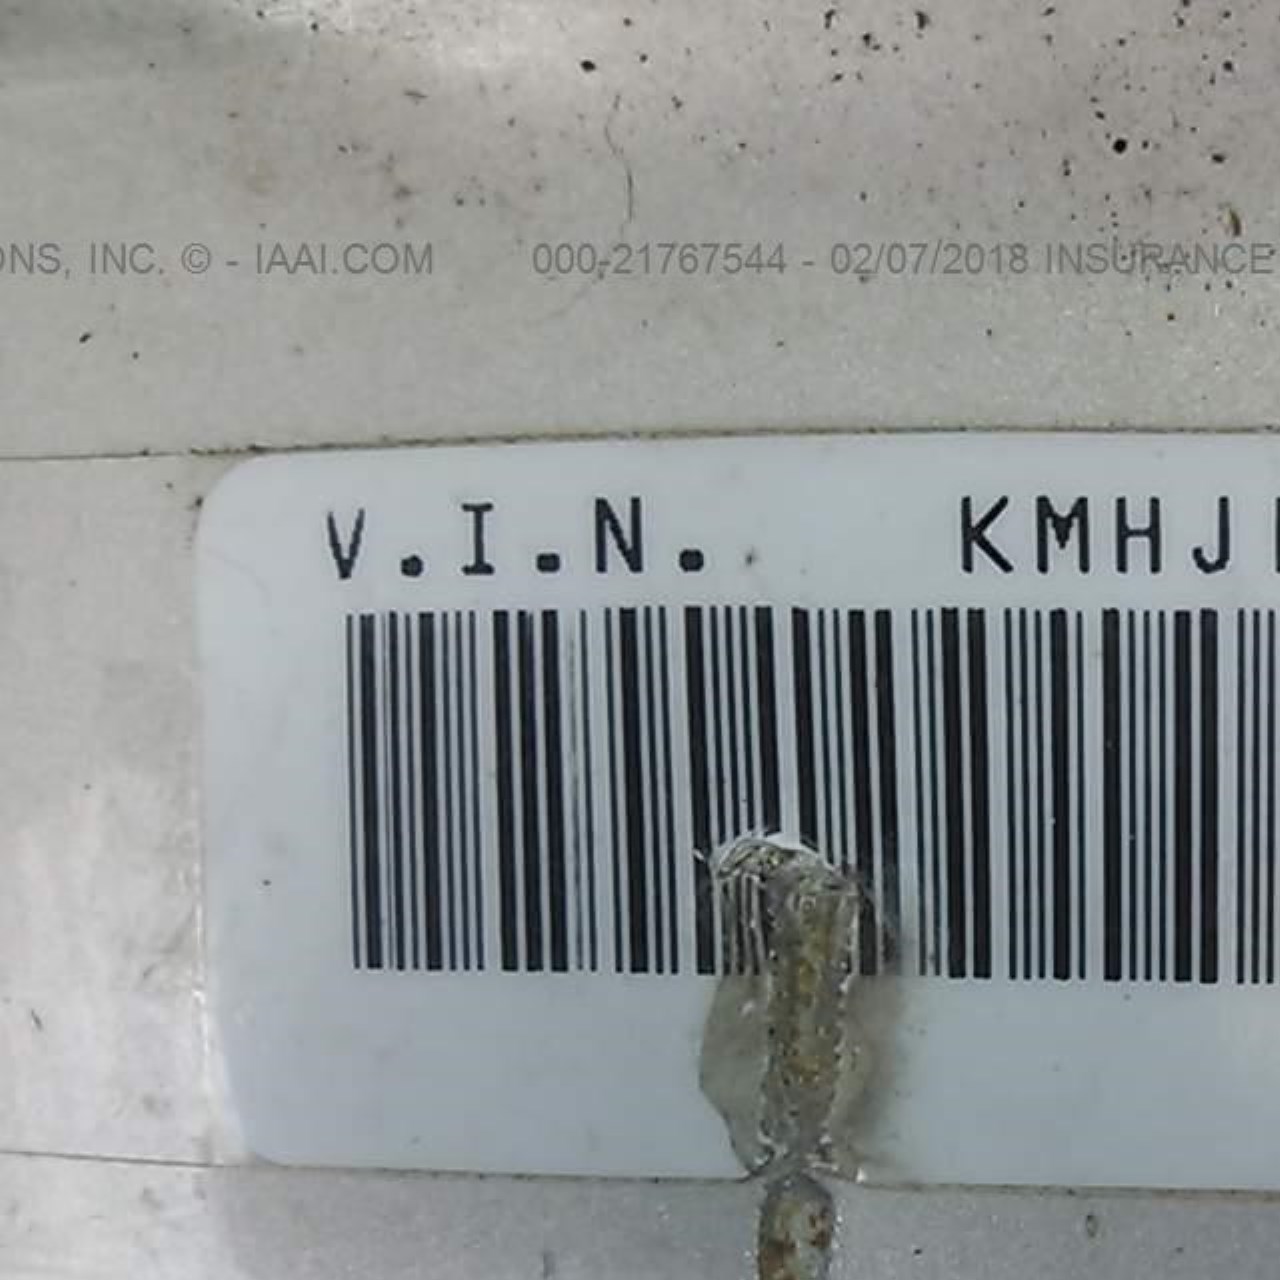 ONS, INC. © - IAAI.COM 000-21767544 - 02/07/2018 INSURANCE
V.I.N. KMHJ